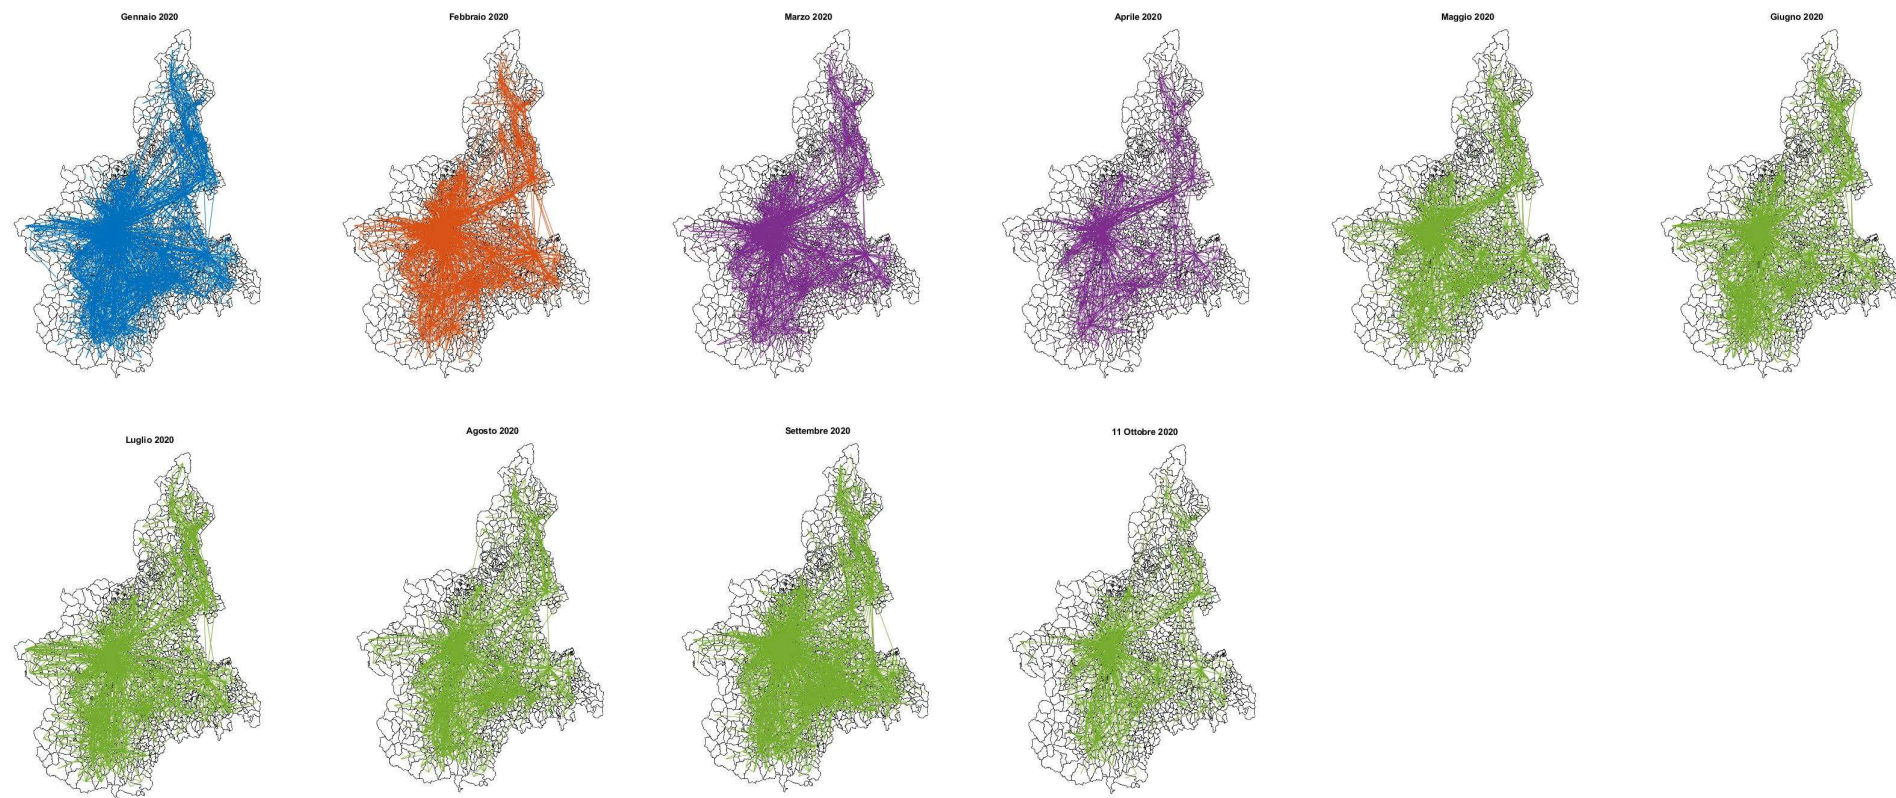 Gennaio 2020
Febbraio 2020
Marzo 2020
Aprile 2020
Maggio 2020
Giugno 2020
Luglio 2020
Agosto 2020
Settembre 2020
11 Ottobre 2020